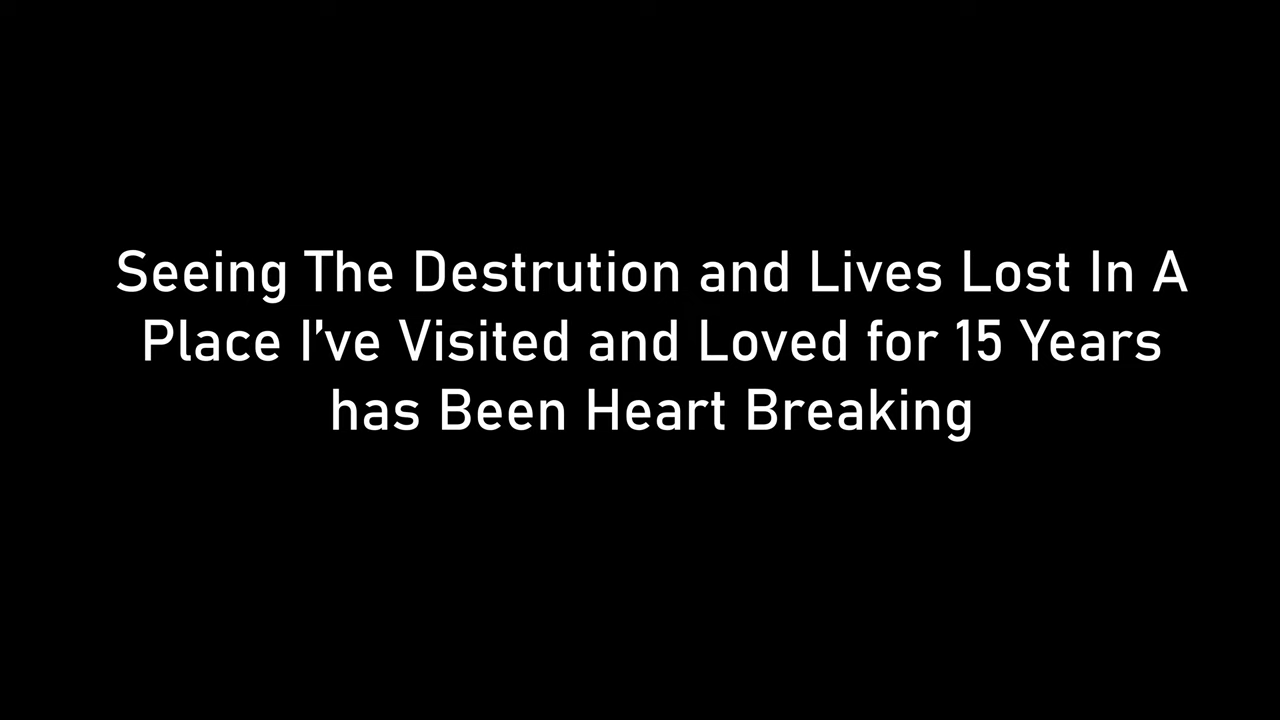 Seeing The Destrution and Lives Lost In A
Place I’ve Visited and Loved for 15 Years
has Been Heart Breaking